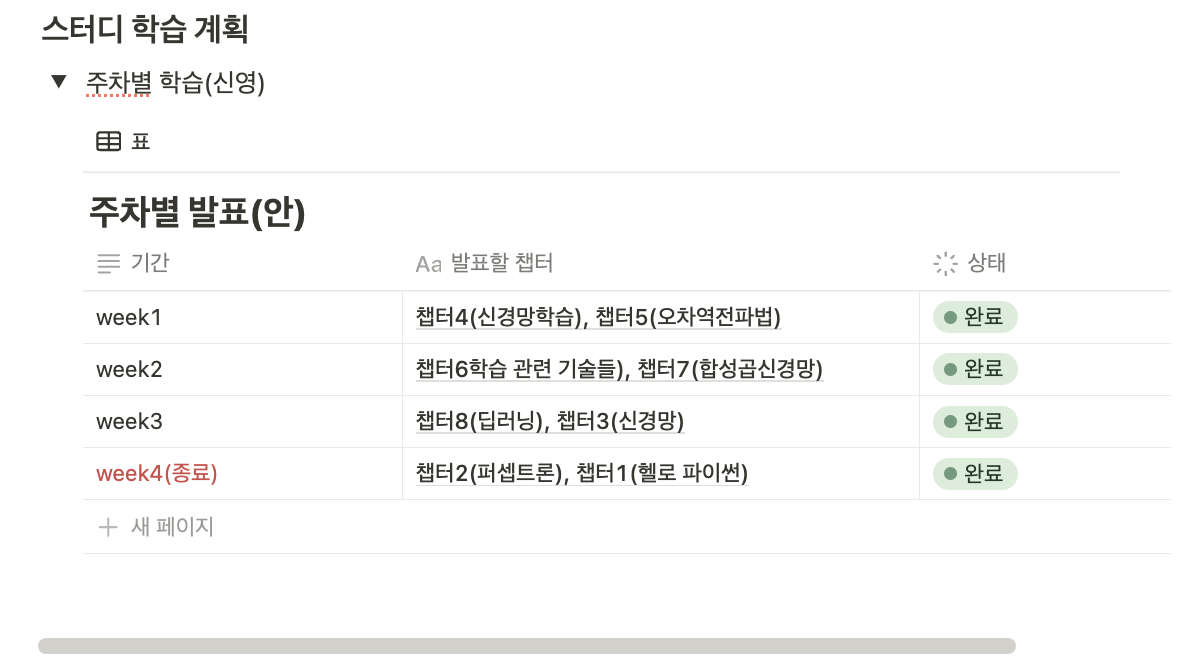 스터디 학습 계획
주차별 학습(신영)
표
주차별 발표(안)
기간 Aa 발표할 챕터 상태
week1 챕터4(신경망학습), 챕터5(오차역전파법) 완료
week2 챕터6학습 관련 기술들), 챕터7(합성곱신경망) 완료
week3 챕터8(딥러닝), 챕터3(신경망) 완료
week4(종료) 챕터2(퍼셉트론), 챕터1(헬로 파이썬) 완료
새 페이지